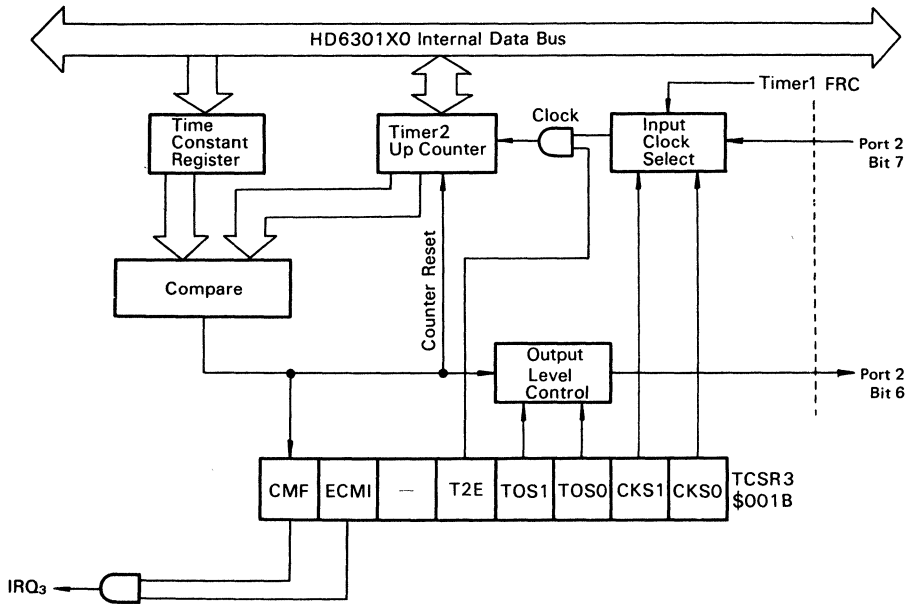 HD6301X0 Internal Data Bus
Timer1 FRC
Time
Constant
Register
Timer2
Up Counter
Clock
Input
Clock
Select
Port 2
Bit 7
Compare
Counter Reset
Output
Level
Control
Port 2
Bit 6
CMF
ECMI
—
T2E
TOS1
TOS0
CKS1
CKS0
TCSR3
$001B
IRQ₃